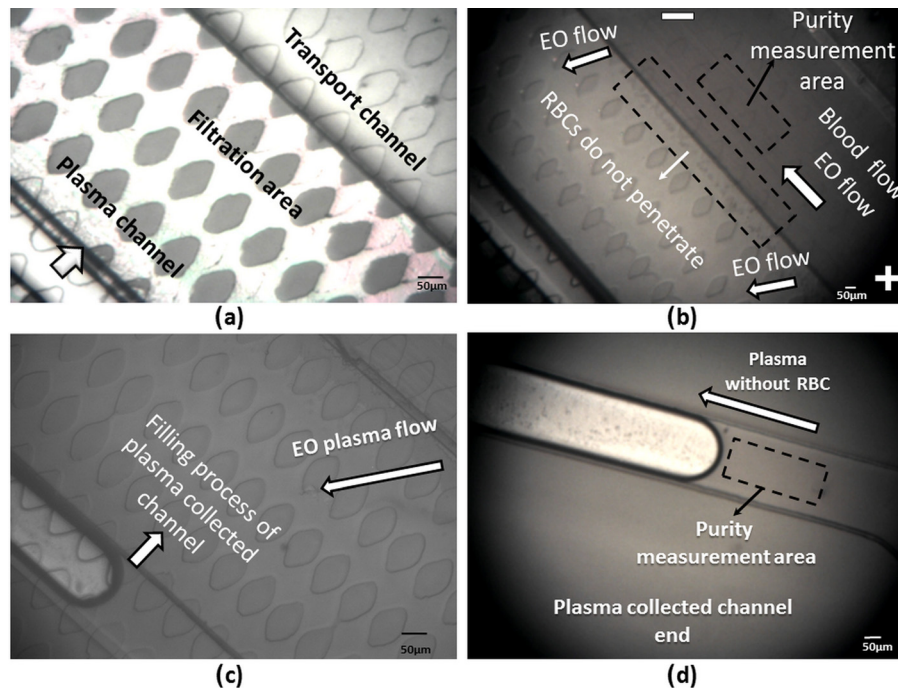 Transport channel
Filtration area
Plasma channel
50μm
(a)
EO flow
Purity
measurement
area
RBCs do not penetrate
Blood flow
EO flow
EO flow
50μm
(b)
Filling process of
plasma collected
channel
EO plasma flow
50μm
(c)
Plasma
without RBC
Purity
measurement area
Plasma collected channel
end
50μm
(d)